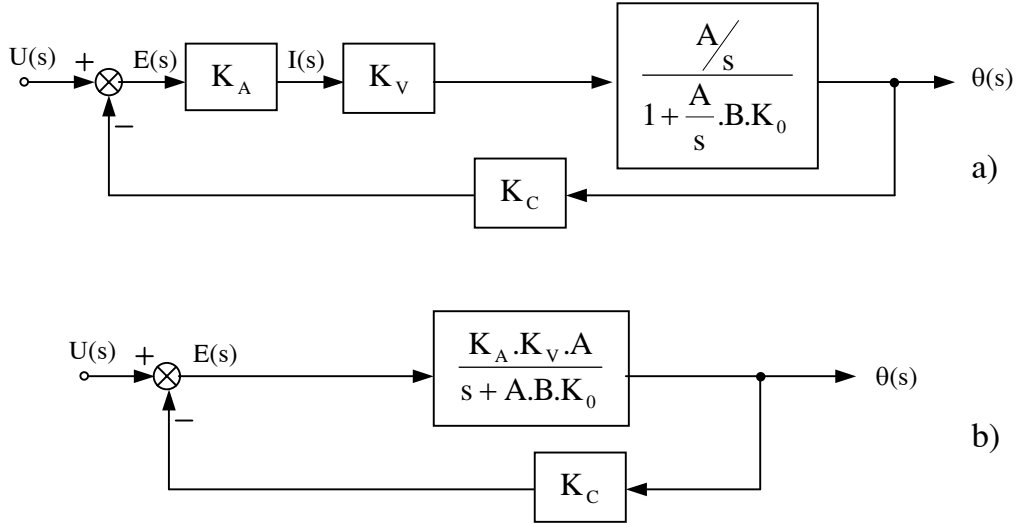 U(s) + E(s) K_A I(s) K_V A/s θ(s)
1 + A/s .B.K_0
−
K_C
a)
U(s) + E(s) K_A.K_V.A θ(s)
s + A.B.K_0
−
K_C
b)